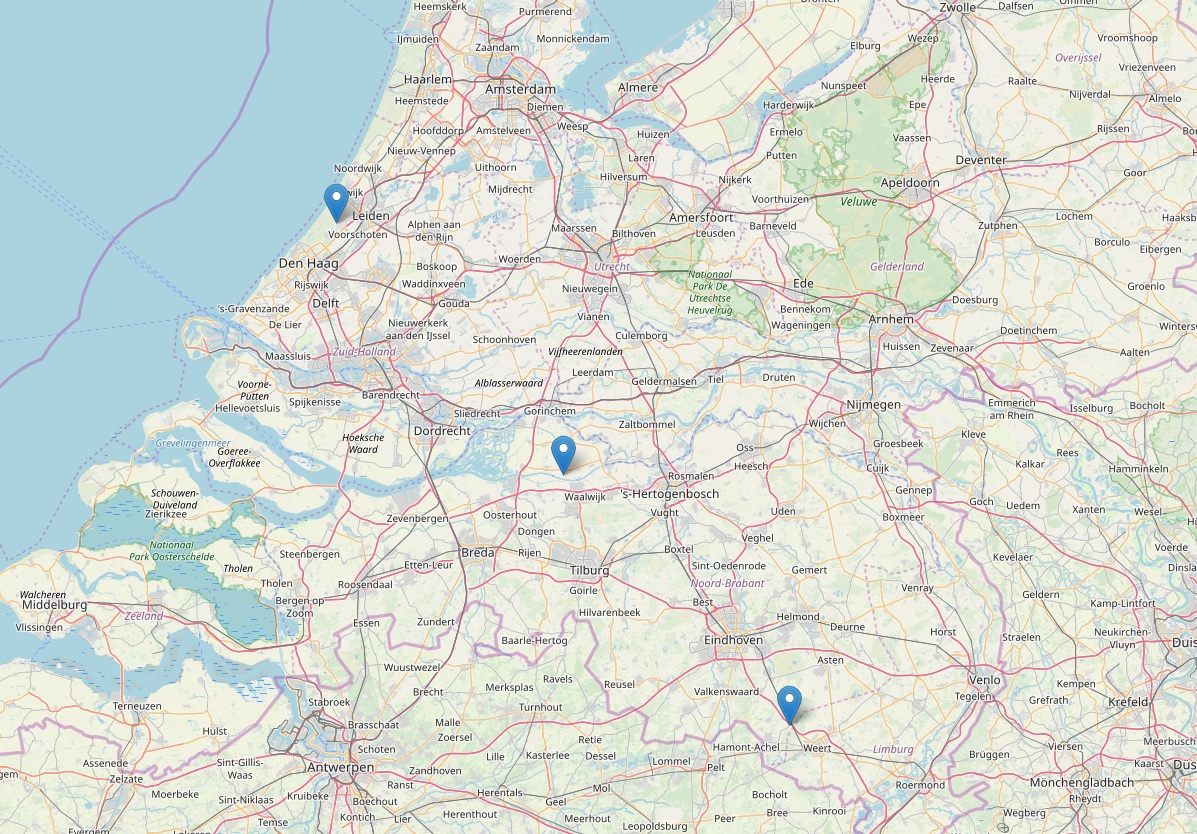 Heemskerk
Purmerend
Dronten
Zwolle
Dalfsen
Ommen
IJmuiden
Zaandam
Monnickendam
Elburg
Wezep
Vroomshoop
Overijssel
Vriezenveen
Haarlem
Amsterdam
Almere
Nunspeet
Heerde
Raalte
Nijverdal
Almelo
Heemstede
Diemen
Harderwijk
Epe
Hoofddorp
Amstelveen
Weesp
Huizen
Ermelo
Vaassen
Rijssen
Nieuw-Vennep
Laren
Putten
Deventer
Noordwijk
Uithoorn
Hilversum
Nijkerk
Apeldoorn
Goor
wijk
Mijdrecht
Voorthuizen
Veluwe
Leiden
Alphen aan
den Rijn
Maarssen
Bilthoven
Amersfoort
Leusden
Barneveld
Zutphen
Lochem
Haaksb
Voorschoten
Borculo
Eibergen
Den Haag
Boskoop
Woerden
Utrecht
Gelderland
Rijswijk
Waddinxveen
Nieuwegein
Nationaal
Park De
Utrechtse
Heuvelrug
Ede
Groenlo
Delft
Gouda
Doesburg
's-Gravenzande
De Lier
Nieuwerkerk
aan den IJssel
Vianen
Bennekom
Wageningen
Arnhem
Doetinchem
Winters
Schoonhoven
Culemborg
Huissen
Zevenaar
Aalten
Maassluis
Zuid-Holland
Vijfheerenlanden
Leerdam
Voorne-
Putten
Alblasserwaard
Geldermalsen
Tiel
Druten
Barendrecht
Spijkenisse
Hellevoetsluis
Gorinchem
Sliedrecht
Nijmegen
Emmerich
am Rhein
Isselburg
Bocholt
Dordrecht
Zaltbommel
Wijchen
Grevelingenmeer
Goeree-
Overflakkee
Hoeksche
Waard
Oss
Heesch
Groesbeek
Kleve
Rees
Cuijk
Kalkar
Hamminkeln
Rosmalen
's-Hertogenbosch
Schouwen-
Duiveland
Zierikzee
Waalwijk
Gennep
Goch
Uedem
Xanten
Wesel
Zevenbergen
Oosterhout
Vught
Uden
Boxmeer
Dongen
Veghel
Nationaal
Park Oosterschelde
Tholen
Steenbergen
Breda
Rijen
Boxtel
Voerde
Kevelaer
Etten-Leur
Tilburg
Sint-Oedenrode
Gemert
Dinsla
Tholen
Roosendaal
Goirle
Noord-Brabant
Venray
Geldern
Walcheren
Middelburg
Bergen op
Zoom
Best
Kamp-Lintfort
Zeeland
Vlissingen
Essen
Zundert
Hilvarenbeek
Helmond
Deurne
Horst
Straelen
Neukirchen-
Vluyn
Baarle-Hertog
Eindhoven
Duis
Wuustwezel
Asten
Ravels
Venlo
Kempen
Terneuzen
Stabroek
Brecht
Merksplas
Reusel
Valkenswaard
Tegelen
Grefrath
Krefeld
Turnhout
Hulst
Brasschaat
Malle
Zoersel
Retie
Hamont-Achel
Weert
Limburg
Viersen
Meerbusch
Schoten
Lille
Kasterlee
Dessel
Lommel
Pelt
Brüggen
Assenede
Zelzate
Sint-Gillis-
Waas
Antwerpen
Zandhoven
Kaarst
Düs
gem
Ranst
Herentals
Mol
Roermond
Mönchengladbach
Moerbeke
Sint-Niklaas
Kruibeke
Boechout
Geel
Bocholt
Rheydt
Temse
Kontich
Lier
Herenthout
Meerhout
Peer
Bree
Kinrooi
Wegberg
Evergem
Lokeren
Leopoldsburg